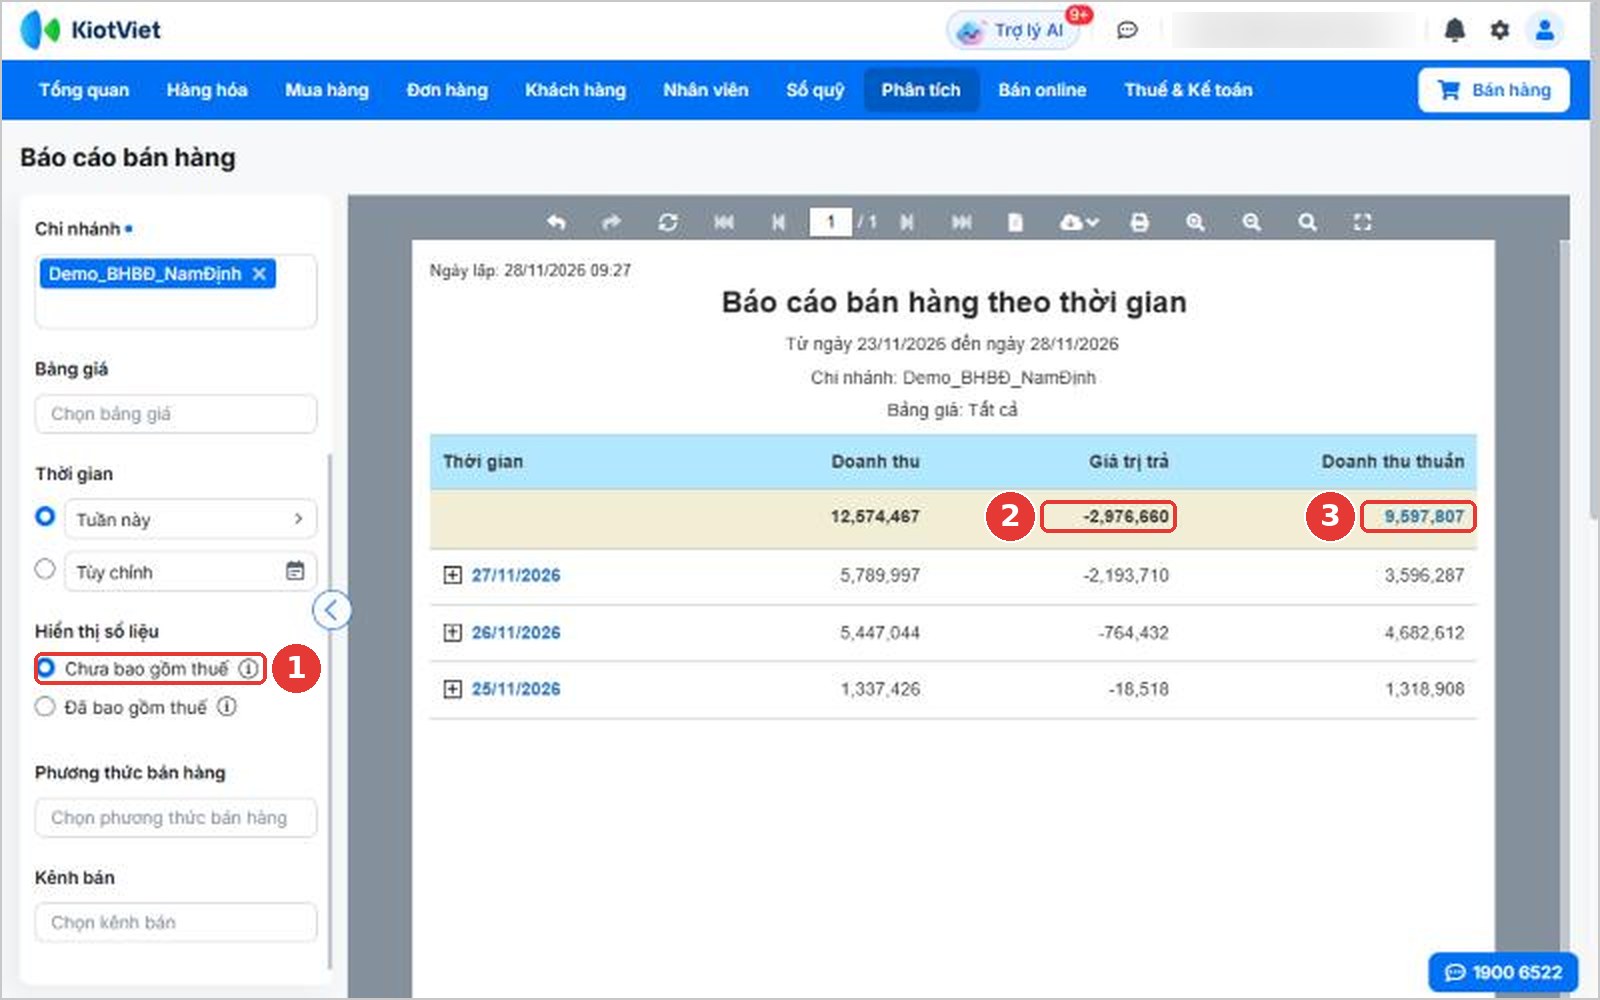 KiotViet
Trợ lý AI
9+
Tổng quan
Hàng hóa
Mua hàng
Đơn hàng
Khách hàng
Nhân viên
Sổ quỹ
Phân tích
Bán online
Thuế & Kế toán
Bán hàng
Báo cáo bán hàng
Chi nhánh
Demo_BHBĐ_NamĐịnh
Bảng giá
Chọn bảng giá
Thời gian
Tuần này
Tùy chỉnh
Hiển thị số liệu
Chưa bao gồm thuế
1
Đã bao gồm thuế
Phương thức bán hàng
Chọn phương thức bán hàng
Kênh bán
Chọn kênh bán
1 / 1
Ngày lập: 28/11/2026 09:27
Báo cáo bán hàng theo thời gian
Từ ngày 23/11/2026 đến ngày 28/11/2026
Chi nhánh: Demo_BHBĐ_NamĐịnh
Bảng giá: Tất cả
Thời gian Doanh thu Giá trị trả Doanh thu thuần
12,574,467 2 -2,976,660 3 9,597,807
27/11/2026 5,789,997 -2,193,710 3,596,287
26/11/2026 5,447,044 -764,432 4,682,612
25/11/2026 1,337,426 -18,518 1,318,908
1900 6522